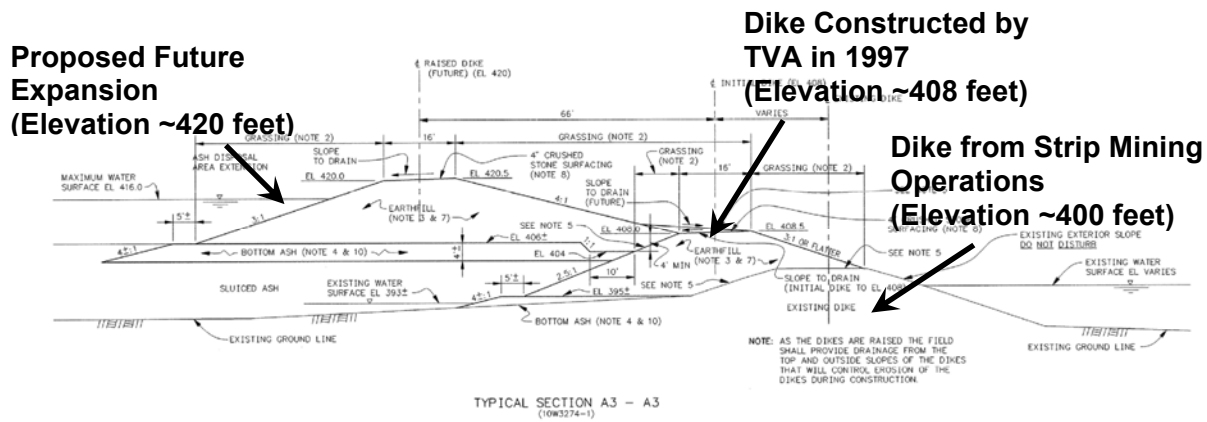 Proposed Future
Expansion
(Elevation ~420 feet)
Dike Constructed by
TVA in 1997
(Elevation ~408 feet)
Dike from Strip Mining
Operations
(Elevation ~400 feet)
℄ RAISED DIKE
(FUTURE) (EL 420)
℄ INITIAL DIKE (EL 408)
DIKE
66'
VARIES
GRASSING (NOTE 2)
16'
GRASSING (NOTE 2)
GRASSING
(NOTE 2)
16'
GRASSING (NOTE 2)
ASH DISPOSAL
AREA EXTENSION
SLOPE
TO DRAIN
4" CRUSHED
STONE SURFACING
(NOTE 8)
MAXIMUM WATER
SURFACE EL 416.0
EL 420.0
EL 420.5
SLOPE
TO DRAIN
(FUTURE)
5'±
3:1
EARTHFILL
(NOTE 3 & 7)
4:1
SEE NOTE 5
EL 408.0
EL 408.5
SURFACING (NOTE 8)
EARTHFILL
(NOTE 3 & 7)
3:1 OR FLATTER
SEE NOTE 5
EXISTING EXTERIOR SLOPE
DO NOT DISTURB
4±:1
BOTTOM ASH (NOTE 4 & 10)
4'±
EL 406±
1:1
EL 404
4' MIN
10'
2.5:1
SEE NOTE 5
SLOPE TO DRAIN
(INITIAL DIKE TO EL 408)
EXISTING WATER
SURFACE EL VARIES
SLUICED ASH
EXISTING WATER
SURFACE EL 393±
5'±
4±:1
EL 395±
EXISTING DIKE
BOTTOM ASH (NOTE 4 & 10)
EXISTING GROUND LINE
EXISTING GROUND LINE
NOTE: AS THE DIKES ARE RAISED THE FIELD
SHALL PROVIDE DRAINAGE FROM THE
TOP AND OUTSIDE SLOPES OF THE DIKES
THAT WILL CONTROL EROSION OF THE
DIKES DURING CONSTRUCTION.
TYPICAL SECTION A3 - A3
(10W3274-1)